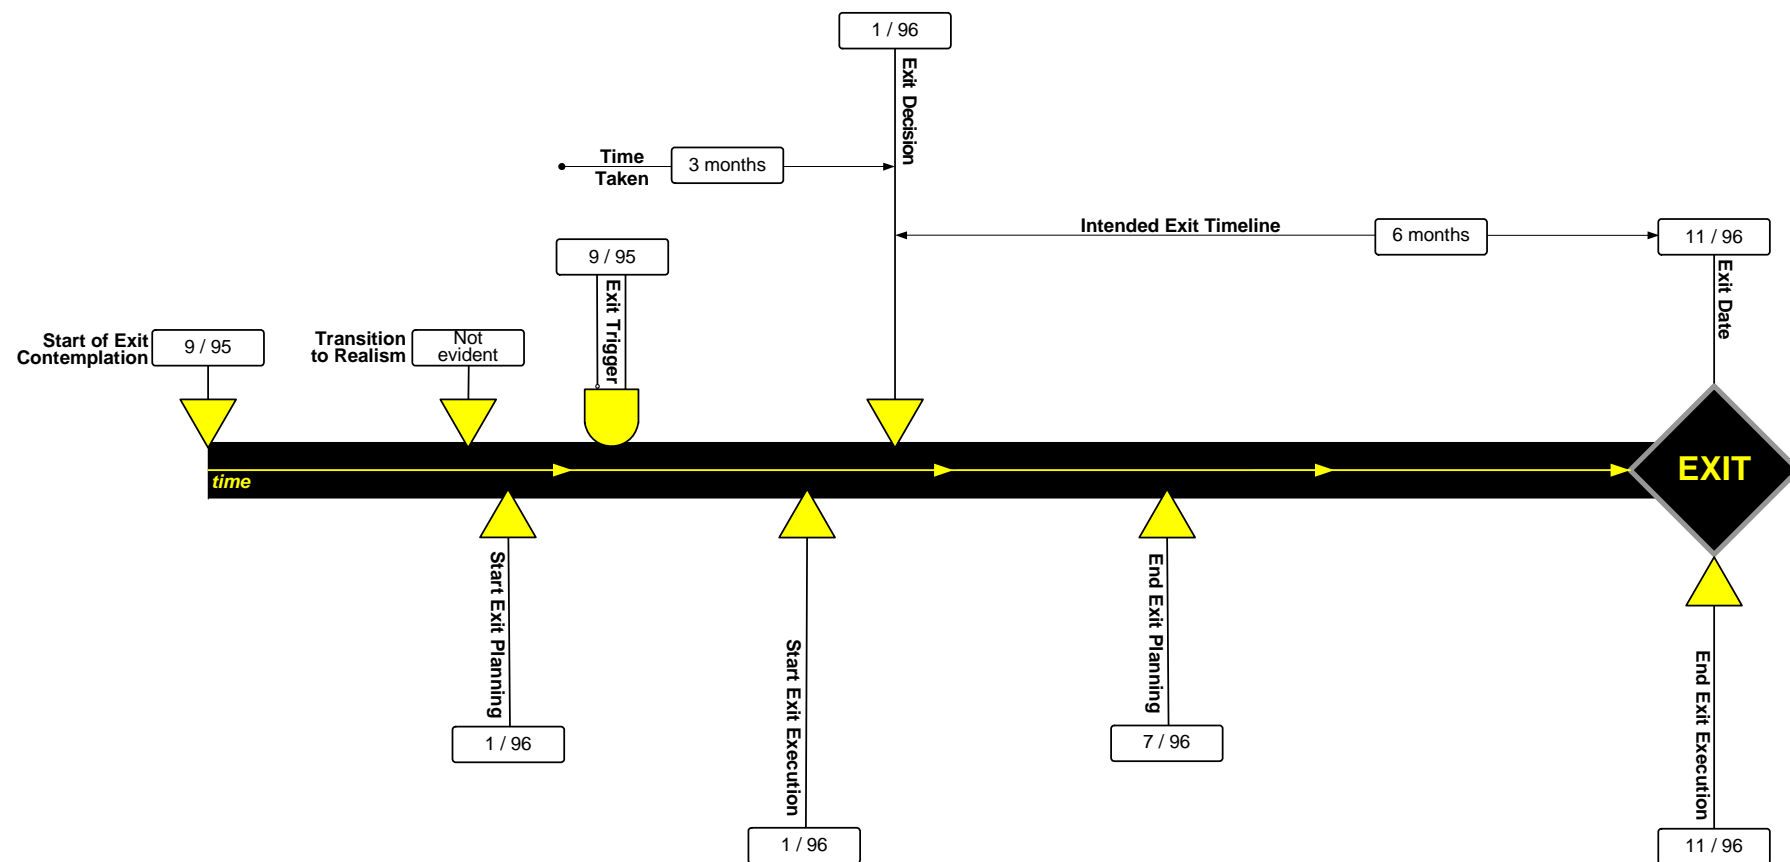 1 / 96
Exit Decision
Time
Taken
3 months
Intended Exit Timeline
6 months
11 / 96
Exit Date
9 / 95
Exit Trigger
Start of Exit
Contemplation
9 / 95
Transition
to Realism
Not
evident
time
EXIT
Start Exit Planning
1 / 96
Start Exit Execution
1 / 96
End Exit Planning
7 / 96
End Exit Execution
11 / 96